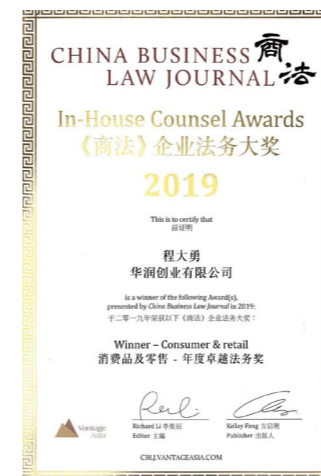 CHINA BUSINESS
LAW JOURNAL
商法
In-House Counsel Awards
《商法》企业法务大奖
2019
This is to certify that
兹证明
程大勇
华润创业有限公司
is a winner of the following Award(s),
presented by China Business Law Journal in 2019:
于二零一九年荣获以下《商法》企业法务大奖：
Winner – Consumer & retail
消费品及零售 - 年度卓越法务奖
Vantage
Asia
Richard Li 李俊辰
Editor 主编
Kelley Fong 方启雅
Publisher 出版人
CBLJ.VANTAGEASIA.COM